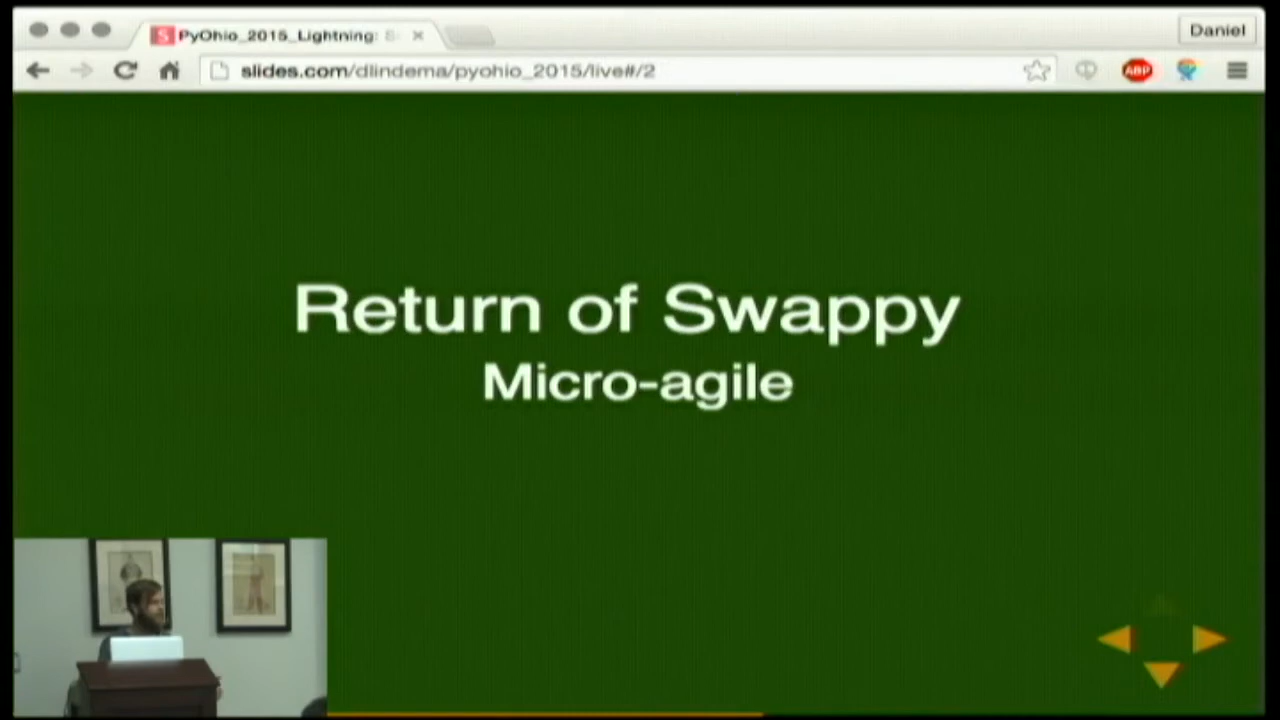 PyOhio_2015_Lightning:
Daniel
slides.com/dlindema/pyohio_2015/live#/2
ABP
Return of Swappy
Micro-agile